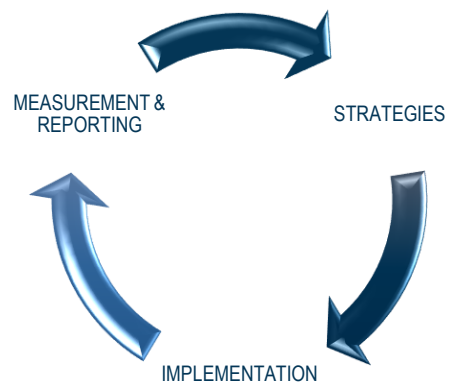 MEASUREMENT &
REPORTING
STRATEGIES
IMPLEMENTATION